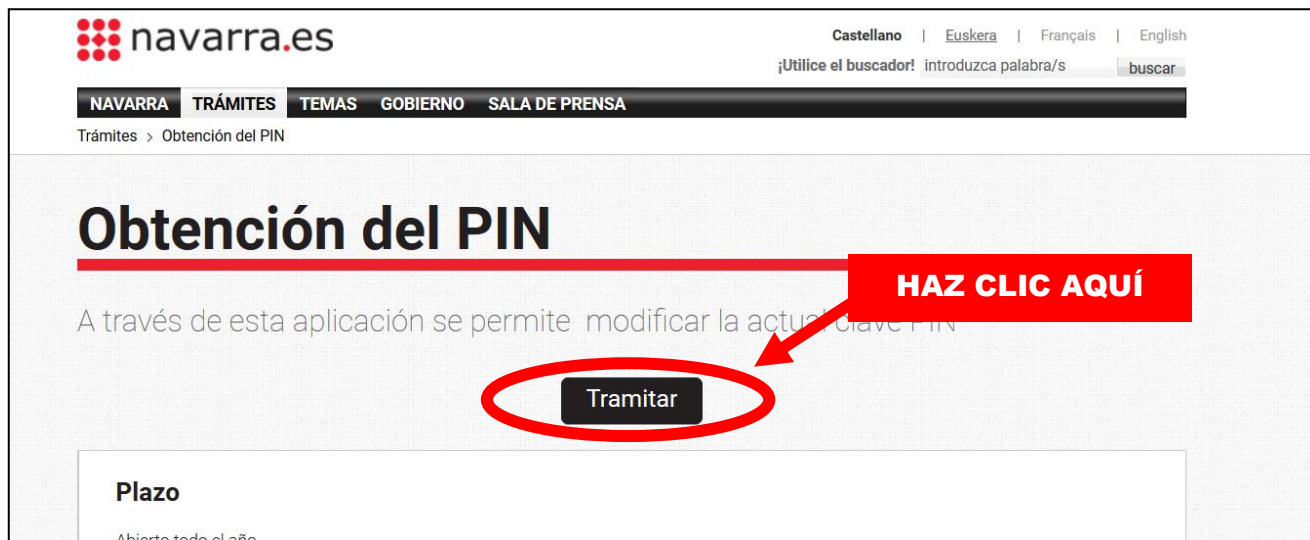 navarra.es
Castellano | Euskera | Français | English
¡Utilice el buscador! introduzca palabra/s buscar
NAVARRA TRÁMITES TEMAS GOBIERNO SALA DE PRENSA
Trámites > Obtención del PIN
Obtención del PIN
HAZ CLIC AQUÍ
A través de esta aplicación se permite modificar la actual clave PIN
Tramitar
Plazo
Abierto todo el año